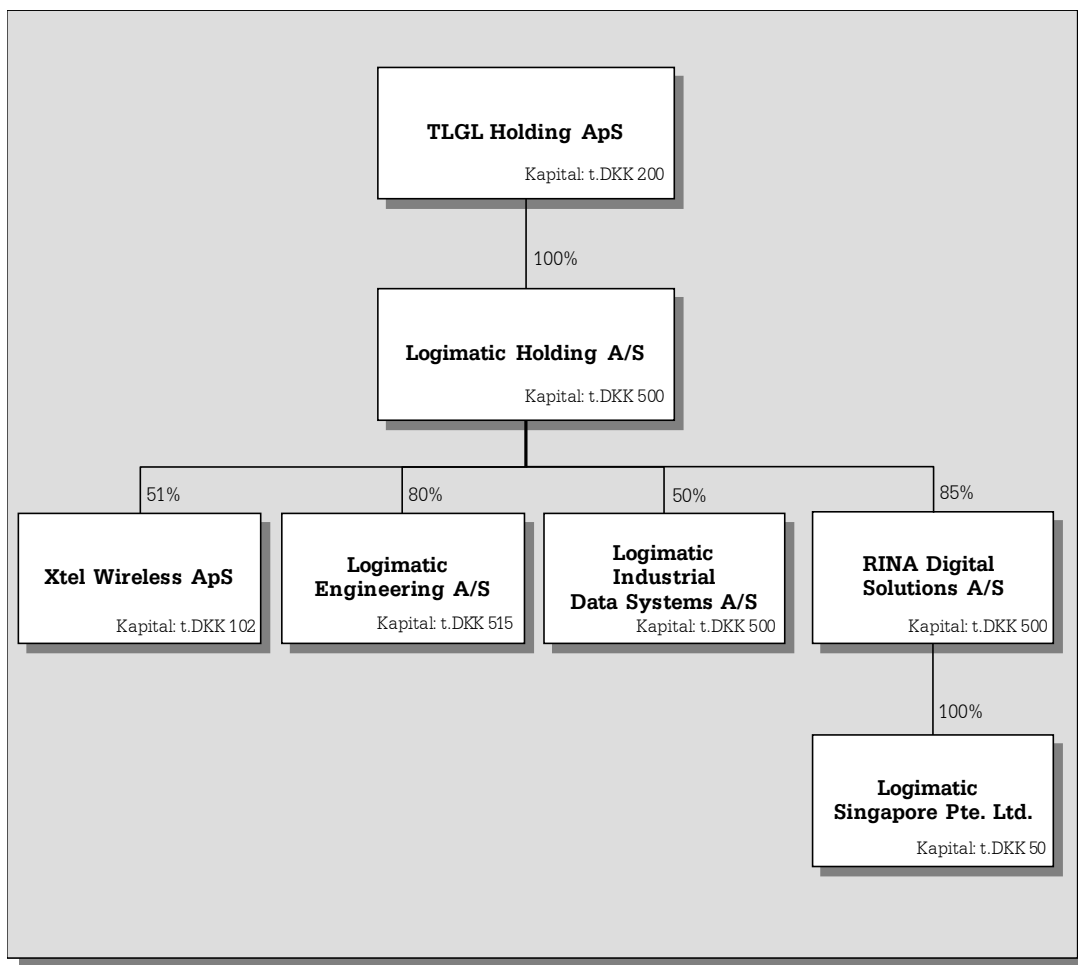 TLGL Holding ApS
Kapital: t.DKK 200
100%
Logimatic Holding A/S
Kapital: t.DKK 500
51%
80%
50%
85%
Xtel Wireless ApS
Kapital: t.DKK 102
Logimatic
Engineering A/S
Kapital: t.DKK 515
Logimatic
Industrial
Data Systems A/S
Kapital: t.DKK 500
RINA Digital
Solutions A/S
Kapital: t.DKK 500
100%
Logimatic
Singapore Pte. Ltd.
Kapital: t.DKK 50